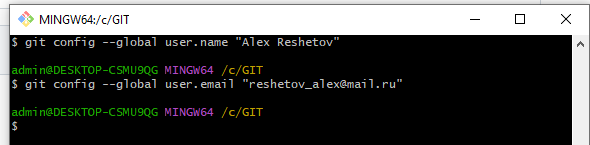 MINGW64:/c/GIT
$ git config --global user.name "Alex Reshetov"
admin@DESKTOP-CSMU9QG MINGW64 /c/GIT
$ git config --global user.email "reshetov_alex@mail.ru"
admin@DESKTOP-CSMU9QG MINGW64 /c/GIT
$